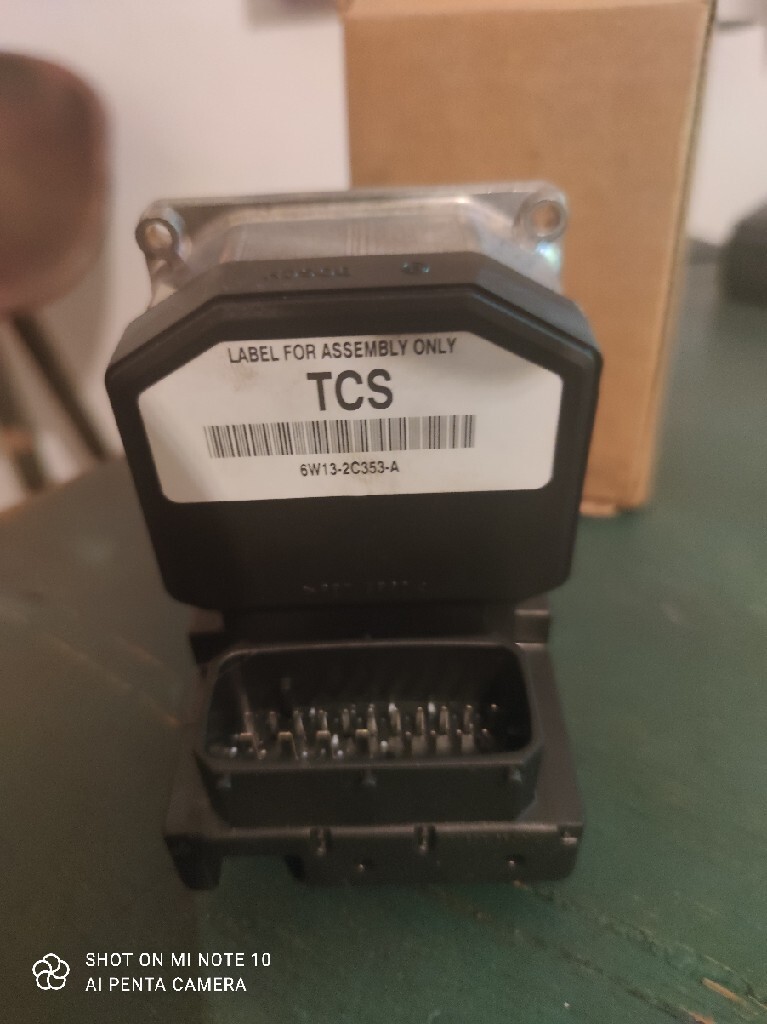 LABEL FOR ASSEMBLY ONLY
TCS
6W13-2C353-A
SHOT ON MI NOTE 10
AI PENTA CAMERA